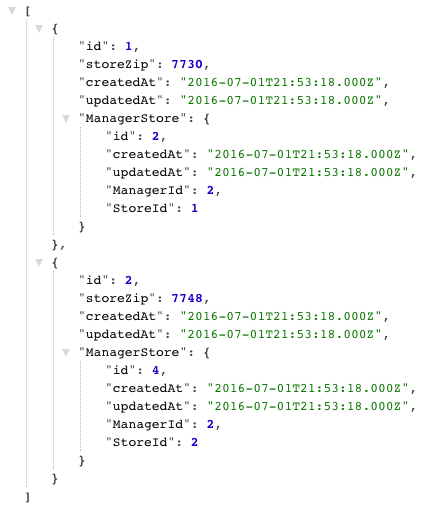 [
{
"id": 1,
"storeZip": 7730,
"createdAt": "2016-07-01T21:53:18.000Z",
"updatedAt": "2016-07-01T21:53:18.000Z",
"ManagerStore": {
"id": 2,
"createdAt": "2016-07-01T21:53:18.000Z",
"updatedAt": "2016-07-01T21:53:18.000Z",
"ManagerId": 2,
"StoreId": 1
}
},
{
"id": 2,
"storeZip": 7748,
"createdAt": "2016-07-01T21:53:18.000Z",
"updatedAt": "2016-07-01T21:53:18.000Z",
"ManagerStore": {
"id": 4,
"createdAt": "2016-07-01T21:53:18.000Z",
"updatedAt": "2016-07-01T21:53:18.000Z",
"ManagerId": 2,
"StoreId": 2
}
}
]